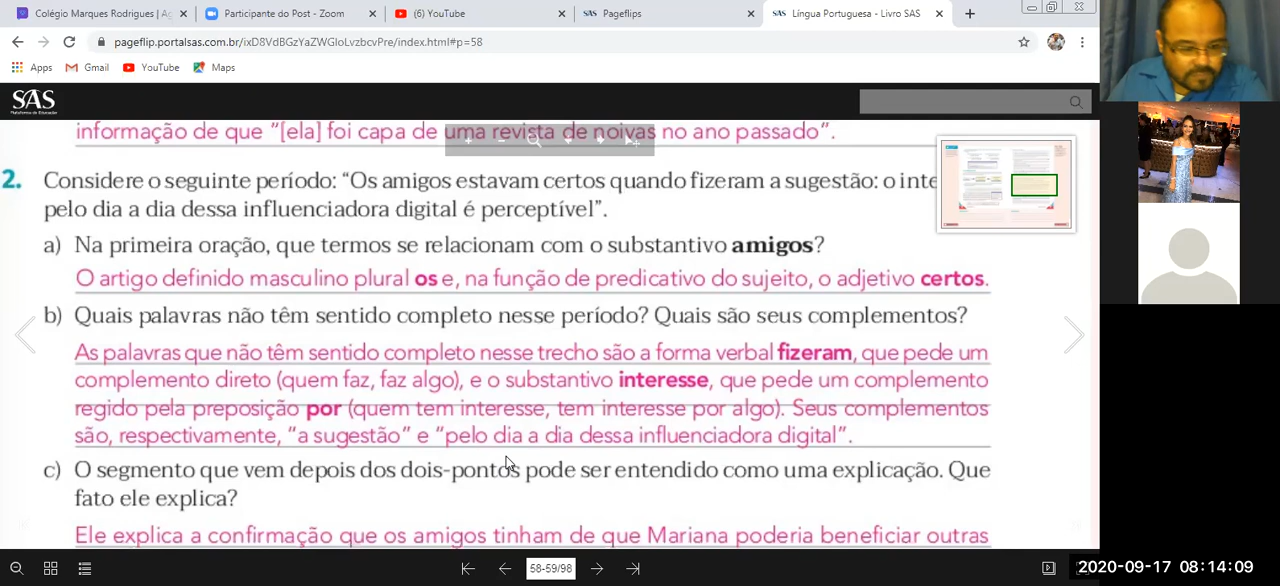 Colégio Marques Rodrigues | A
Participante do Post - Zoom
(6) YouTube
SAS Pageflips
SAS Língua Portuguesa - Livro SAS
pageflip.portalsas.com.br/ixD8VdBGzYaZWGIoLvzbcvPre/index.html#p=58
Apps
Gmail
YouTube
Maps
SAS
Plataforma de Educação
informação de que “[ela] foi capa de uma revista de noivas no ano passado”.
2. Considere o seguinte período: “Os amigos estavam certos quando fizeram a sugestão: o inte
pelo dia a dia dessa influenciadora digital é perceptível”.
a) Na primeira oração, que termos se relacionam com o substantivo amigos?
O artigo definido masculino plural os e, na função de predicativo do sujeito, o adjetivo certos.
b) Quais palavras não têm sentido completo nesse período? Quais são seus complementos?
As palavras que não têm sentido completo nesse trecho são a forma verbal fizeram, que pede um
complemento direto (quem faz, faz algo), e o substantivo interesse, que pede um complemento
regido pela preposição por (quem tem interesse, tem interesse por algo). Seus complementos
são, respectivamente, “a sugestão” e “pelo dia a dia dessa influenciadora digital”.
c) O segmento que vem depois dos dois-pontos pode ser entendido como uma explicação. Que
fato ele explica?
Ele explica a confirmação que os amigos tinham de que Mariana poderia beneficiar outras
58-59/98
2020-09-17 08:14:09